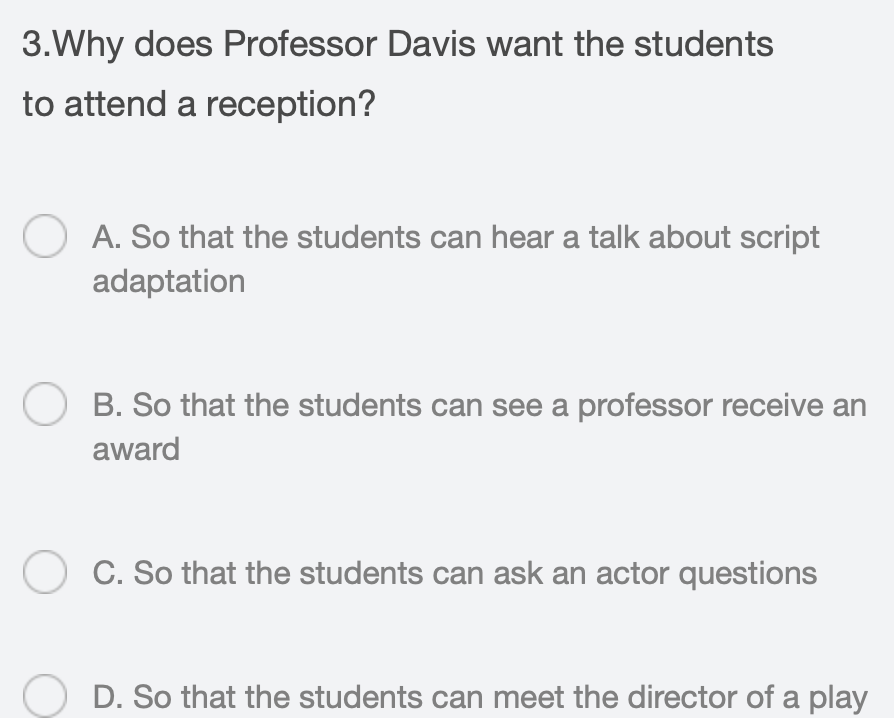 3.Why does Professor Davis want the students
to attend a reception?
A. So that the students can hear a talk about script
adaptation
B. So that the students can see a professor receive an
award
C. So that the students can ask an actor questions
D. So that the students can meet the director of a play